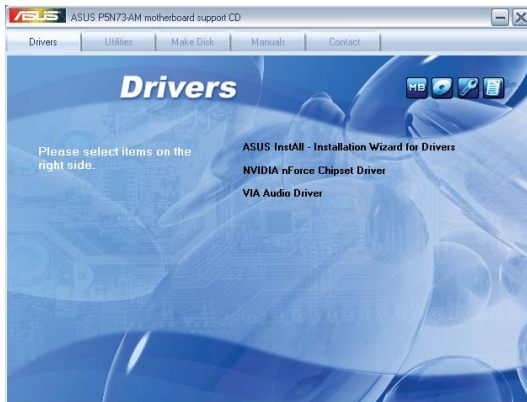 ASUS ASUS P5N73-AM motherboard support CD
Drivers Utilities Make Disk Manuals Contact
Drivers
MB
Please select items on the
right side.
ASUS InstAll - Installation Wizard for Drivers
NVIDIA nForce Chipset Driver
VIA Audio Driver